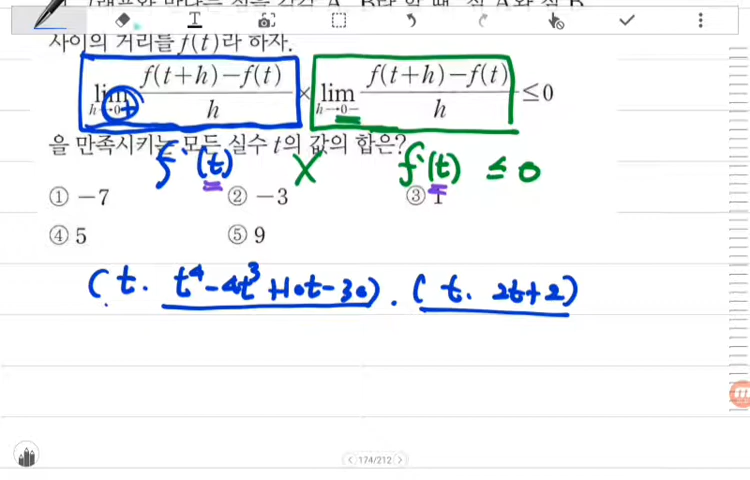 사이의 거리를 f(t)라 하자.
lim h→0+ f(t+h)−f(t) / h × lim h→0− f(t+h)−f(t) / h ≤0
을 만족시키는 모든 실수 t의 값의 합은?
f'(t) × f'(t) ≤ 0
① −7 ② −3 ③ 1
④ 5 ⑤ 9
(t. t⁴−4t³+10t−30). (t. 2t+2)
174/212